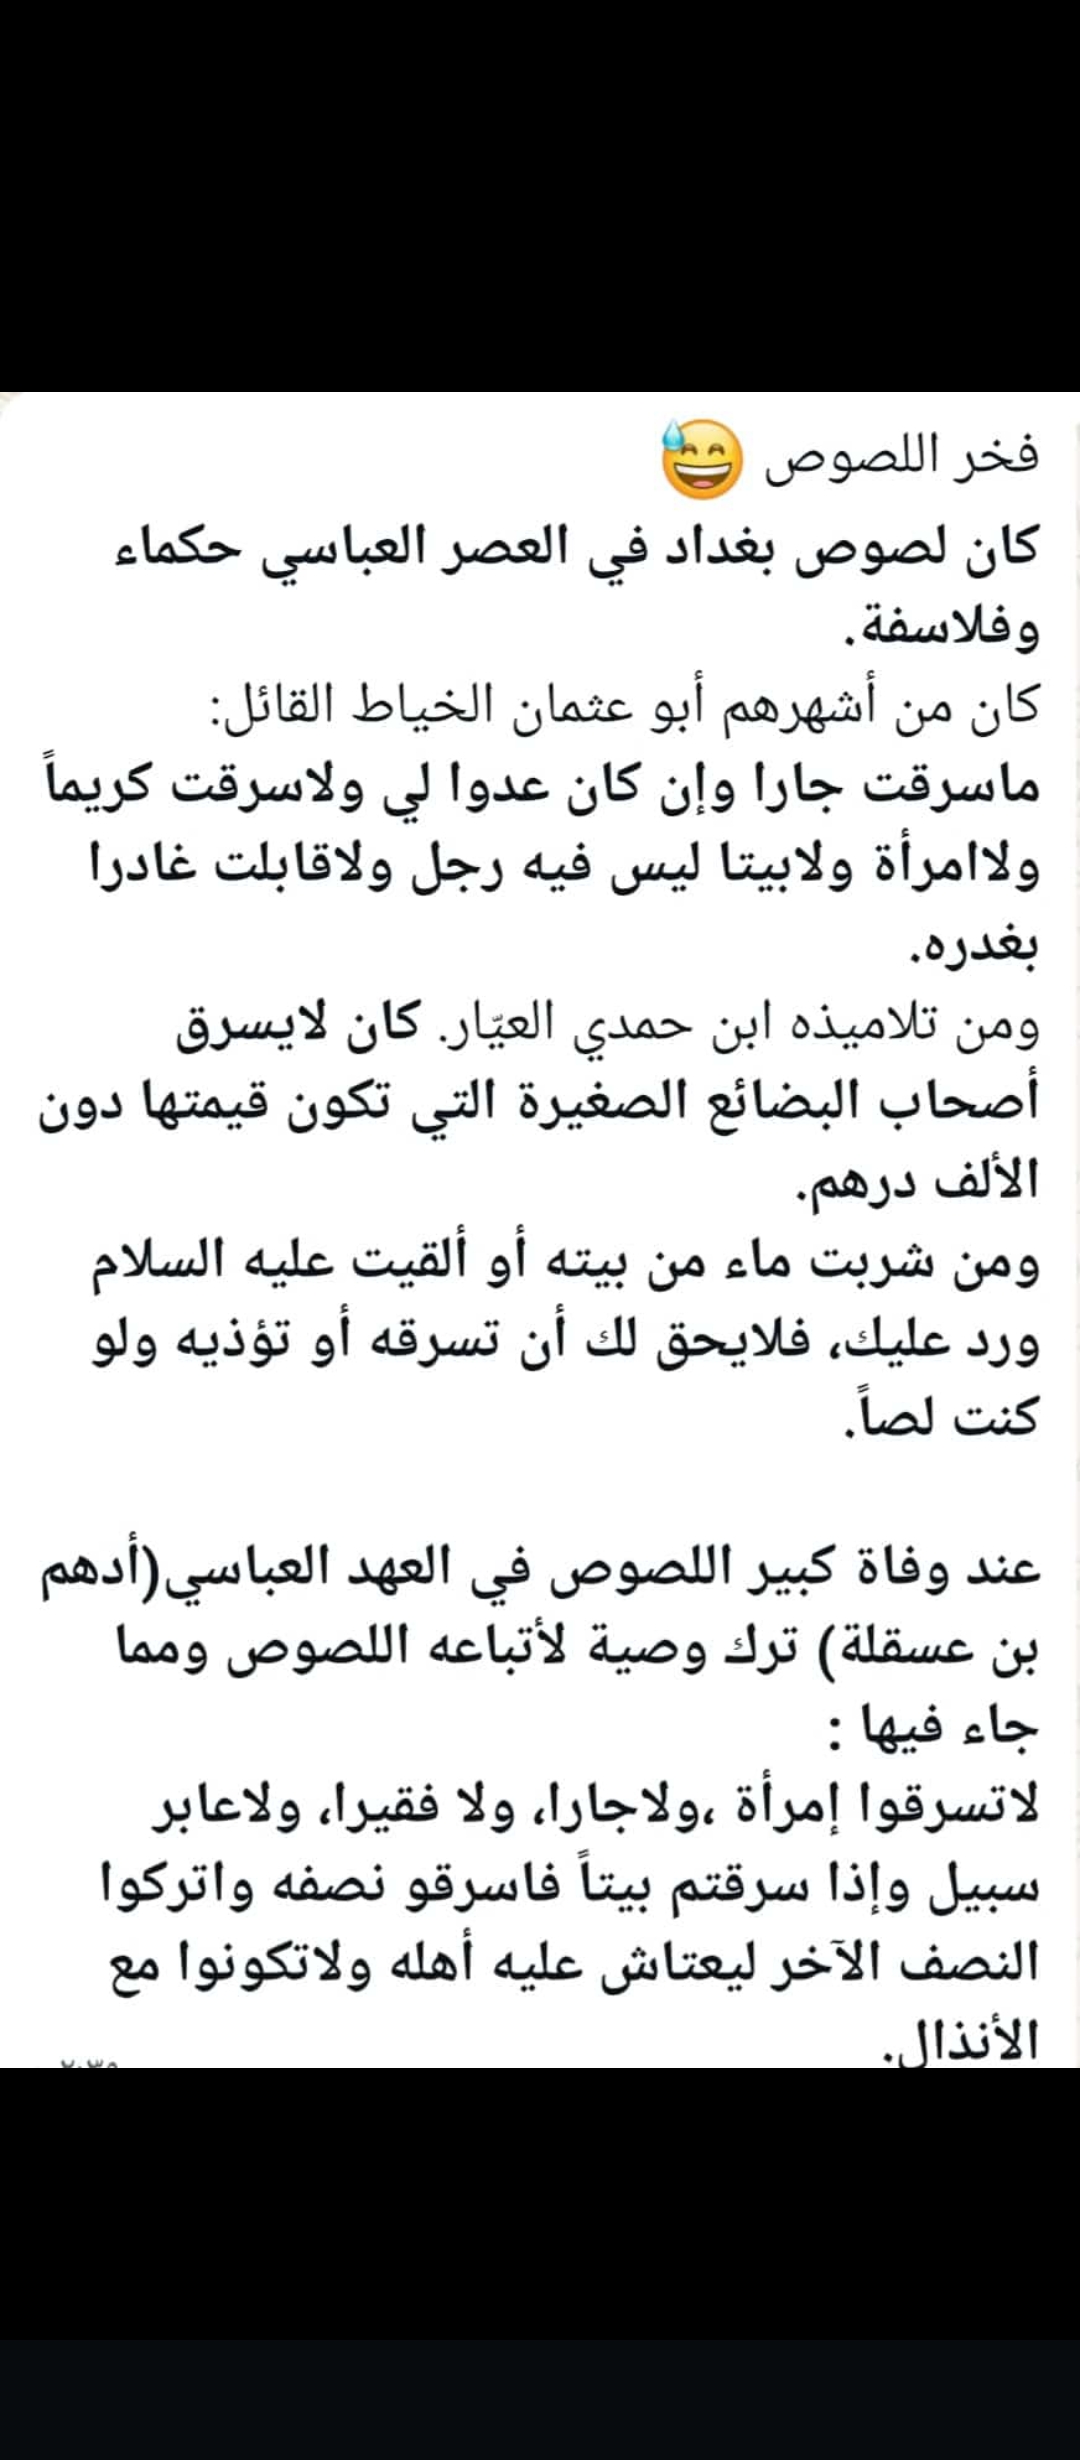 فخر اللصوص 😅
كان لصوص بغداد في العصر العباسي حكماء
وفلاسفة.
كان من أشهرهم أبو عثمان الخياط القائل:
ماسرقت جارا وإن كان عدوا لي ولاسرقت كريماً
ولاامرأة ولابيتا ليس فيه رجل ولاقابلت غادرا
بغدره.
ومن تلاميذه ابن حمدي العيّار. كان لايسرق
أصحاب البضائع الصغيرة التي تكون قيمتها دون
الألف درهم.
ومن شربت ماء من بيته أو ألقيت عليه السلام
ورد عليك، فلايحق لك أن تسرقه أو تؤذيه ولو
كنت لصاً.
عند وفاة كبير اللصوص في العهد العباسي(أدهم
بن عسقلة) ترك وصية لأتباعه اللصوص ومما
جاء فيها :
لاتسرقوا إمرأة ،ولاجارا، ولا فقيرا، ولاعابر
سبيل وإذا سرقتم بيتاً فاسرقو نصفه واتركوا
النصف الآخر ليعتاش عليه أهله ولاتكونوا مع
الأنذال.